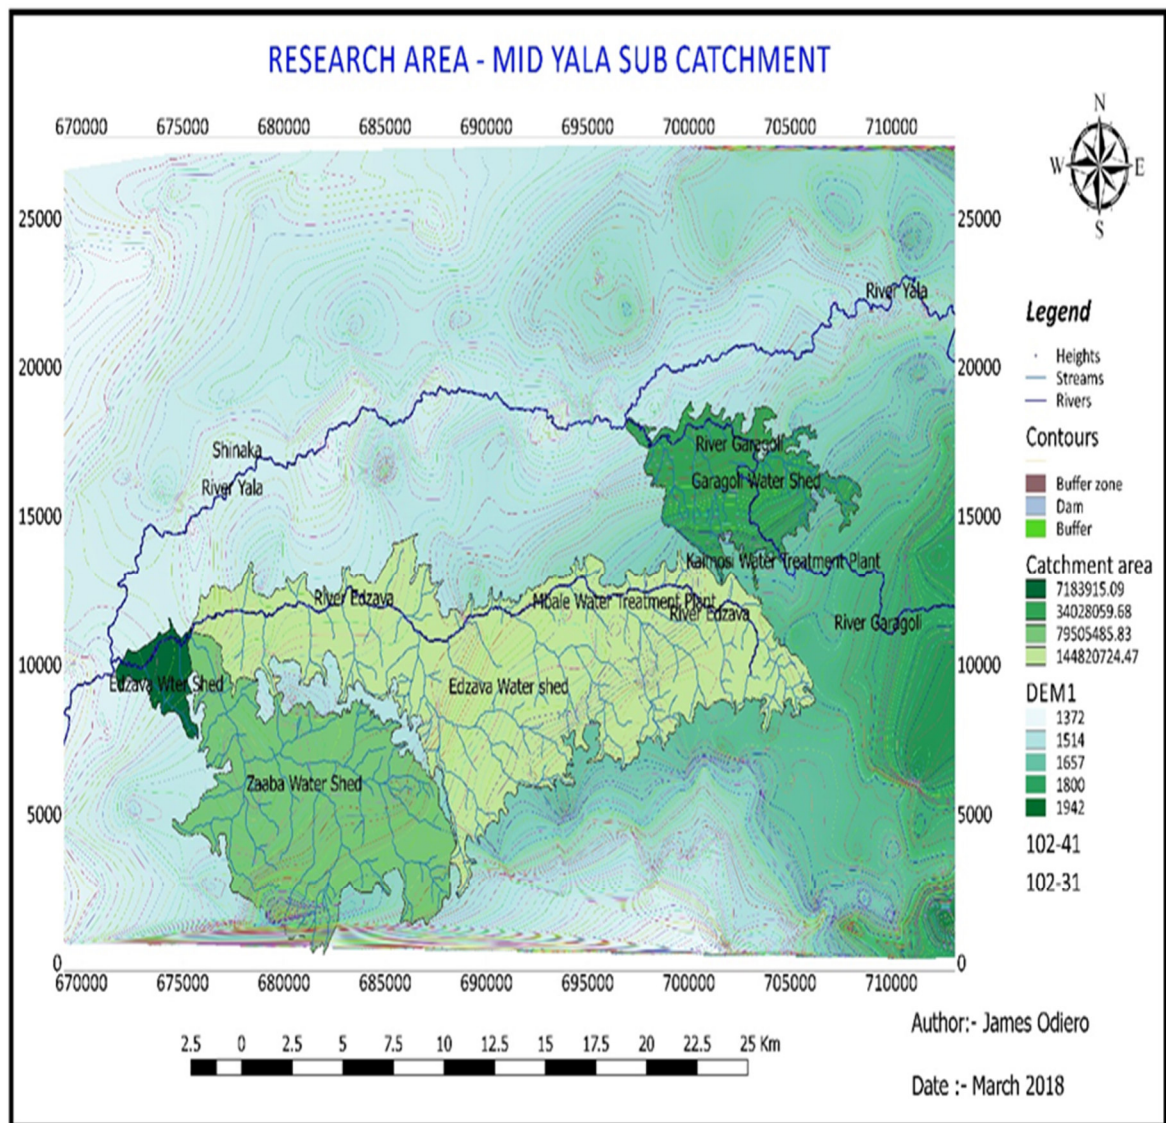 RESEARCH AREA - MID YALA SUB CATCHMENT
670000 675000 680000 685000 690000 695000 700000 705000 710000
N
W E
S
25000 25000
River Yala
Legend
Heights
20000 20000
Streams
Rivers
Shinaka
River Garagoli
Contours
River Yala
Garagoli Water Shed
Buffer zone
Dam
15000 15000
Buffer
Kaimosi Water Treatment Plant
Catchment area
7183915.09
River Edzava
Mbale Water Treatment Plant
34028059.68
River Edzava
River Garagoli
79505485.83
144820724.47
10000 10000
Edzava Wter Shed
Edzava Water shed
DEM1
1372
1514
1657
Zaaba Water Shed
1800
5000 5000
1942
102-41
102-31
0 0
670000 675000 680000 685000 690000 695000 700000 705000 710000
Author:- James Odiero
2.5 0 2.5 5 7.5 10 12.5 15 17.5 20 22.5 25 Km
Date :- March 2018